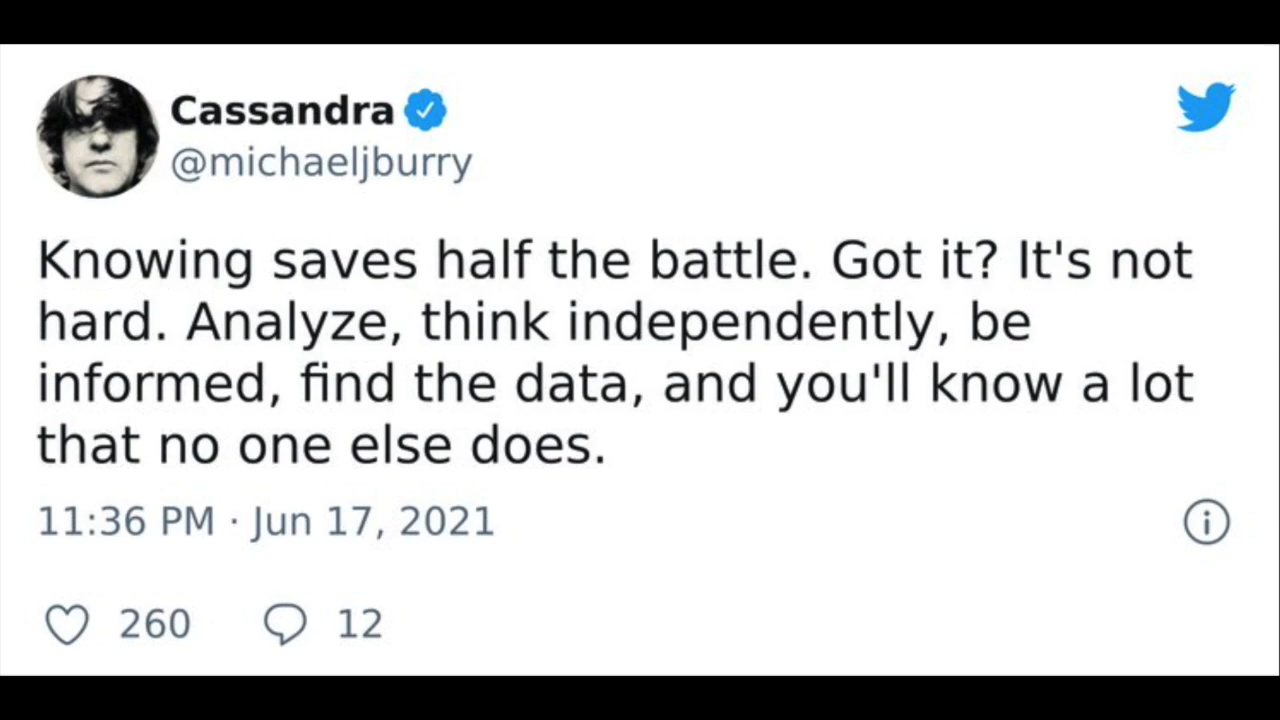 Cassandra
@michaeljburry
Knowing saves half the battle. Got it? It's not
hard. Analyze, think independently, be
informed, find the data, and you'll know a lot
that no one else does.
11:36 PM · Jun 17, 2021
260 12